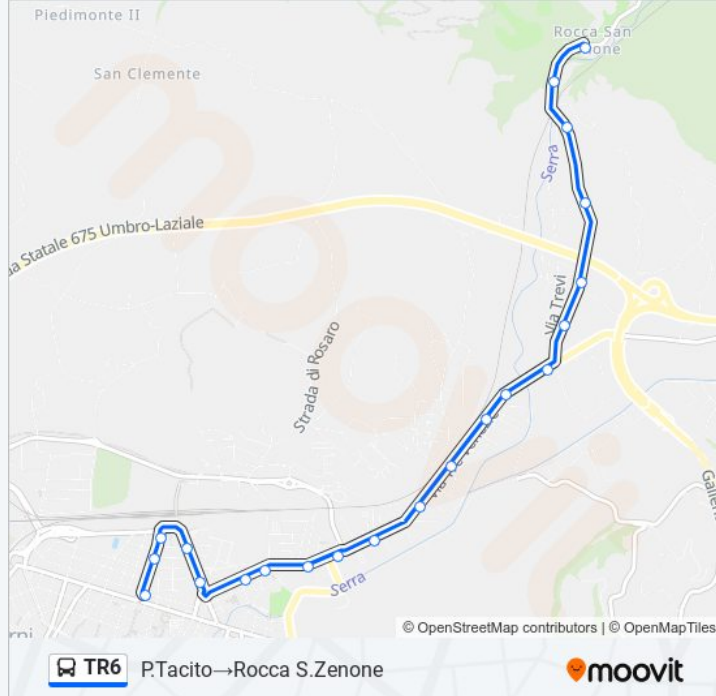 Piedimonte II
Rocca San
San Clemente
Serra
Statale 675 Umbro-Laziale
Via Trevi
Strada di Rosaro
moovit
Serra
© OpenStreetMap contributors | © OpenMapTiles
TR6 P.Tacito→Rocca S.Zenone
moovit